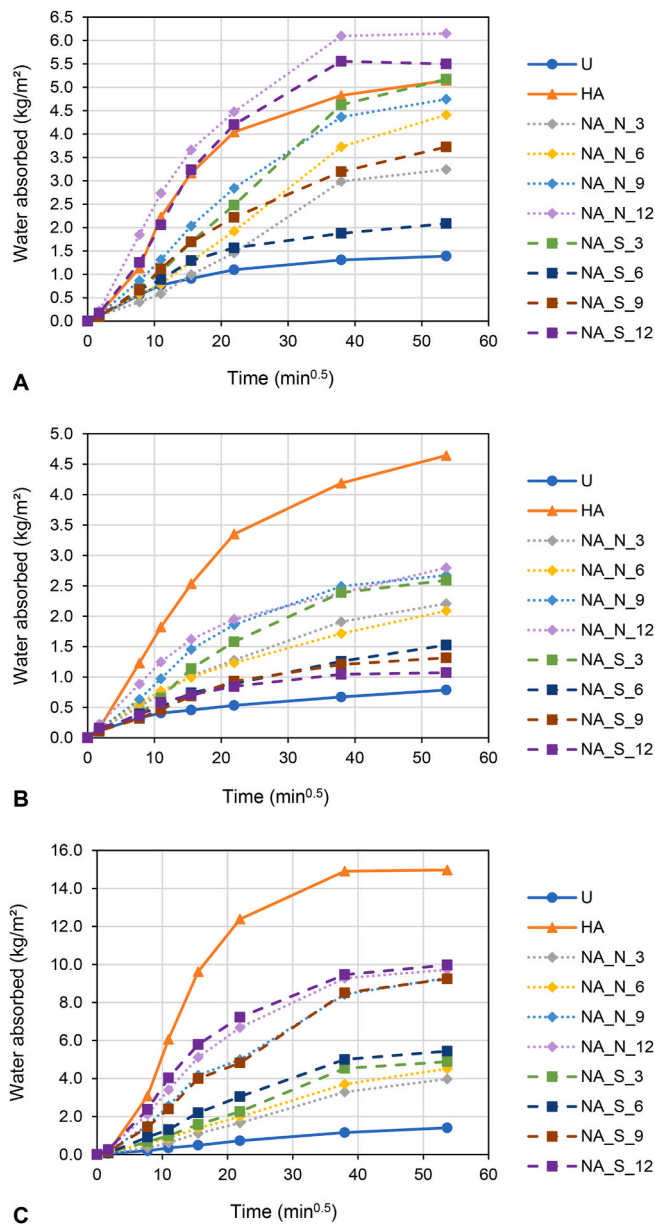 6.5
6.0
5.5
5.0
4.5
4.0
3.5
3.0
2.5
2.0
1.5
1.0
0.5
0.0
Water absorbed (kg/m²)
0 10 20 30 40 50 60
Time (min^0.5)
A
U
HA
NA_N_3
NA_N_6
NA_N_9
NA_N_12
NA_S_3
NA_S_6
NA_S_9
NA_S_12
5.0
4.5
4.0
3.5
3.0
2.5
2.0
1.5
1.0
0.5
0.0
Water absorbed (kg/m²)
0 10 20 30 40 50 60
Time (min^0.5)
B
U
HA
NA_N_3
NA_N_6
NA_N_9
NA_N_12
NA_S_3
NA_S_6
NA_S_9
NA_S_12
16.0
14.0
12.0
10.0
8.0
6.0
4.0
2.0
0.0
Water absorbed (kg/m²)
0 10 20 30 40 50 60
Time (min^0.5)
C
U
HA
NA_N_3
NA_N_6
NA_N_9
NA_N_12
NA_S_3
NA_S_6
NA_S_9
NA_S_12